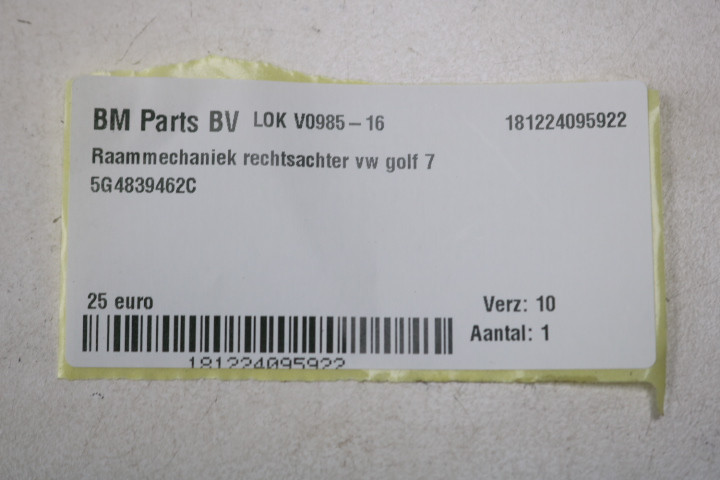 BM Parts BV LOK V0985-16 181224095922
Raammechaniek rechtsachter vw golf 7
5G4839462C
25 euro Verz: 10
Aantal: 1
181224095922